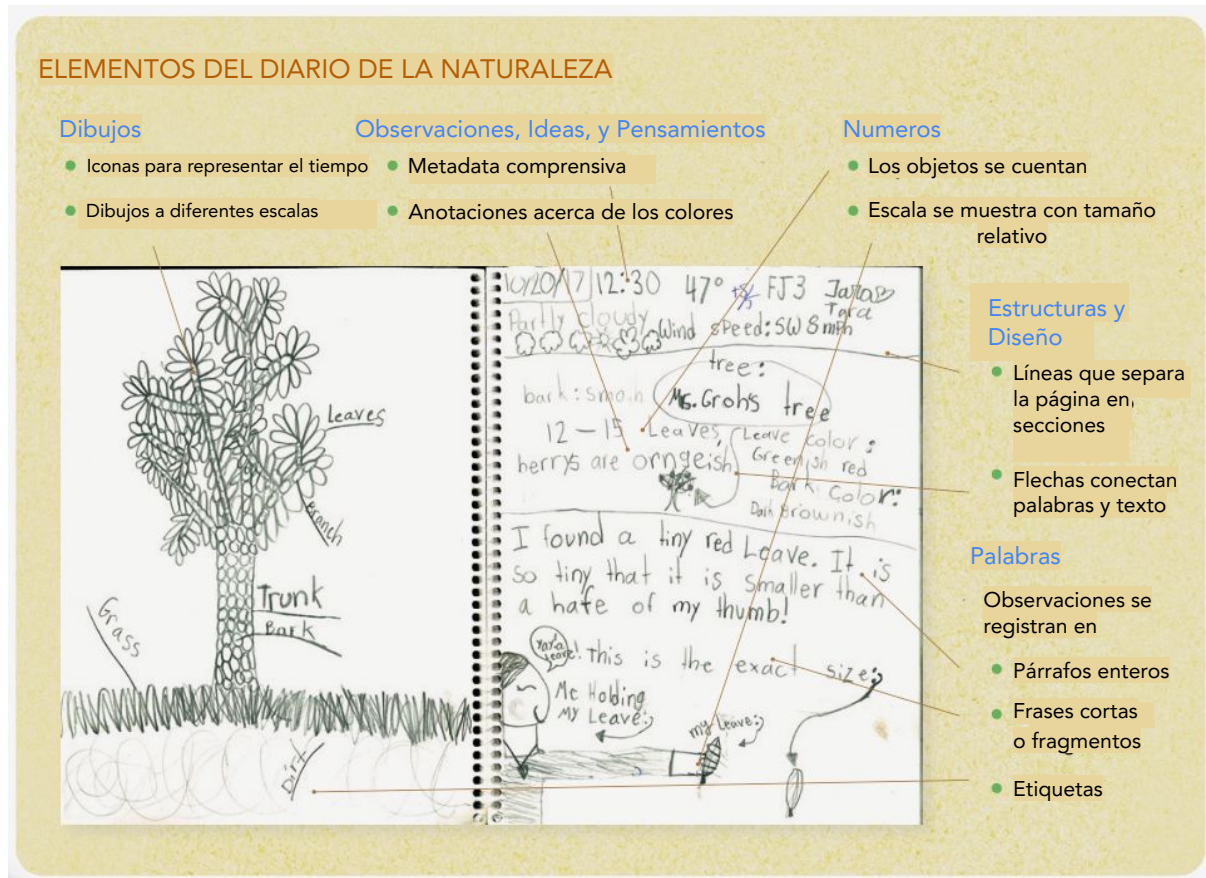 ELEMENTOS DEL DIARIO DE LA NATURALEZA
Dibujos
Iconas para representar el tiempo
Dibujos a diferentes escalas
Observaciones, Ideas, y Pensamientos
Metadata comprensiva
Anotaciones acerca de los colores
Numeros
Los objetos se cuentan
Escala se muestra con tamaño
relativo
Estructuras y
Diseño
Líneas que separa
la página en
secciones
Flechas conectan
palabras y texto
Palabras
Observaciones se
registran en
Párrafos enteros
Frases cortas
o fragmentos
Etiquetas
Leaves
Branch
Trunk
Bark
Grass
Dirt
10/20/17 12:30 47° FJ3
Tara
Partly cloudy
Wind speed: SW 8 mph
tree:
bark: smoth
Ms. Groh's tree
12 - 15 Leaves,
berrys are orngeish
Leave color:
Greenish red
Bark Color:
Dark Brownish
I found a tiny red Leave. It is
so tiny that it is smaller than
a hafe of my thumb!
Yay a
leave!
This is the exact size:
Me Holding
My Leave:)
my Leave:)